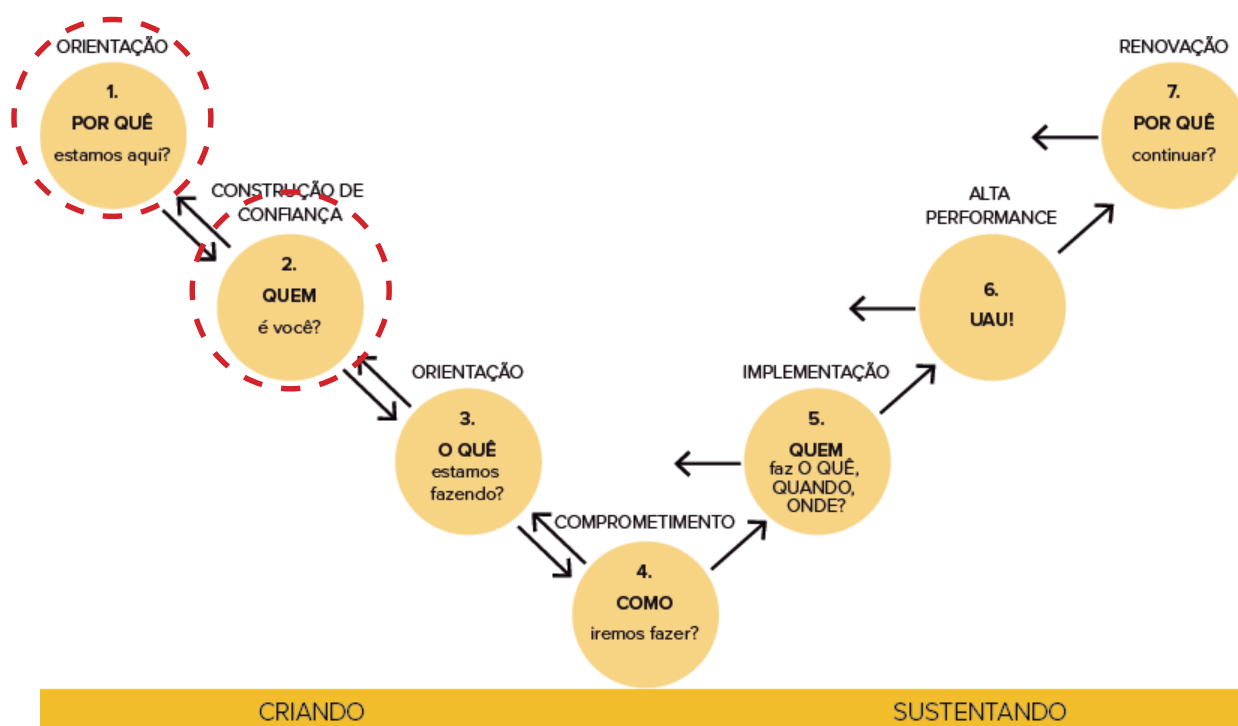 ORIENTAÇÃO
1.
POR QUÊ
estamos aqui?
CONSTRUÇÃO DE
CONFIANÇA
2.
QUEM
é você?
ORIENTAÇÃO
3.
O QUÊ
estamos
fazendo?
COMPROMETIMENTO
4.
COMO
iremos fazer?
IMPLEMENTAÇÃO
5.
QUEM
faz O QUÊ,
QUANDO,
ONDE?
ALTA
PERFORMANCE
6.
UAU!
RENOVAÇÃO
7.
POR QUÊ
continuar?
CRIANDO
SUSTENTANDO